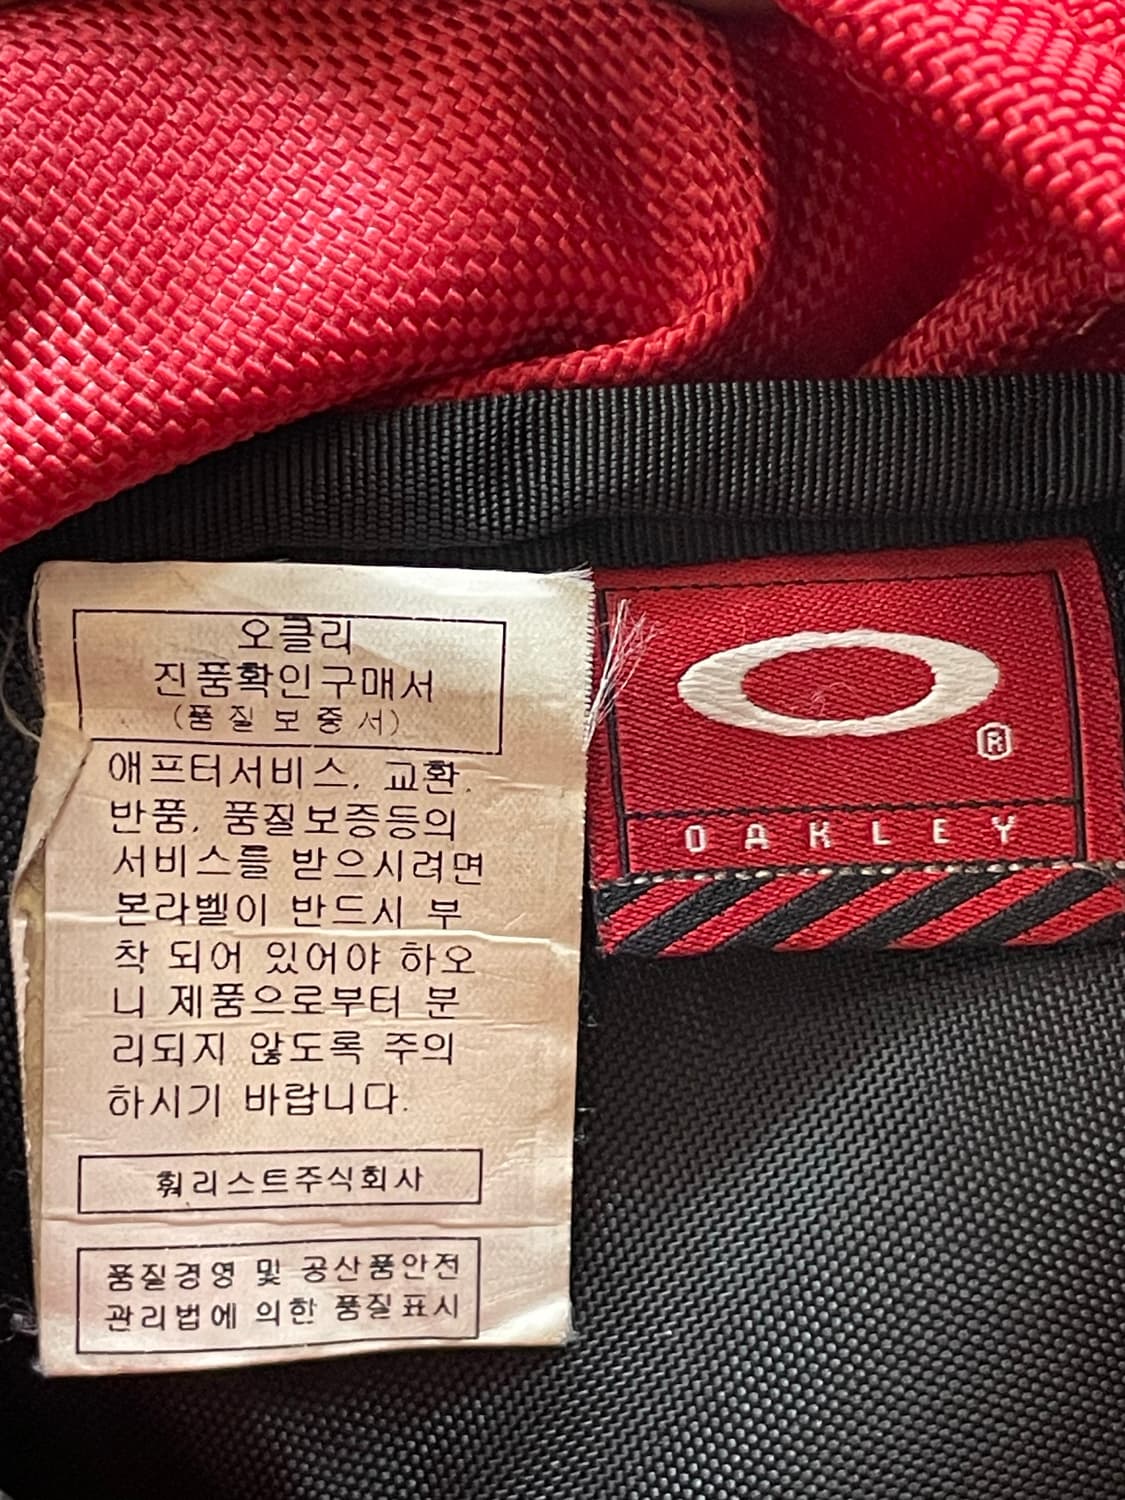 오클리
진품확인구매서
(품질보증서)
애프터서비스, 교환,
반품, 품질보증등의
서비스를 받으시려면
본라벨이 반드시 부
착 되어 있어야 하오
니 제품으로부터 분
리되지 않도록 주의
하시기 바랍니다.
훠리스트주식회사
품질경영 및 공산품안전
관리법에 의한 품질표시
®
OAKLEY